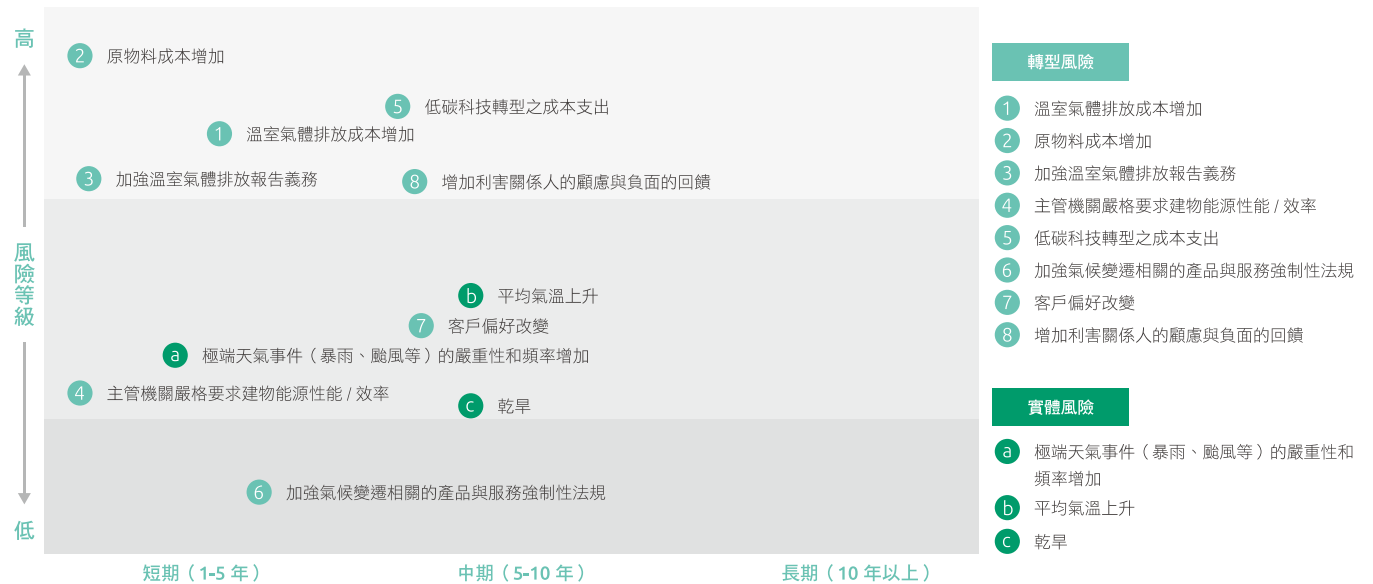 高
風險等級
低
2 原物料成本增加
5 低碳科技轉型之成本支出
1 溫室氣體排放成本增加
3 加強溫室氣體排放報告義務
8 增加利害關係人的顧慮與負面的回饋
b 平均氣溫上升
7 客戶偏好改變
a 極端天氣事件（暴雨、颱風等）的嚴重性和頻率增加
4 主管機關嚴格要求建物能源性能 / 效率
c 乾旱
6 加強氣候變遷相關的產品與服務強制性法規
短期（1-5 年）
中期（5-10 年）
長期（10 年以上）
轉型風險
1 溫室氣體排放成本增加
2 原物料成本增加
3 加強溫室氣體排放報告義務
4 主管機關嚴格要求建物能源性能 / 效率
5 低碳科技轉型之成本支出
6 加強氣候變遷相關的產品與服務強制性法規
7 客戶偏好改變
8 增加利害關係人的顧慮與負面的回饋
實體風險
a 極端天氣事件（暴雨、颱風等）的嚴重性和
頻率增加
b 平均氣溫上升
c 乾旱